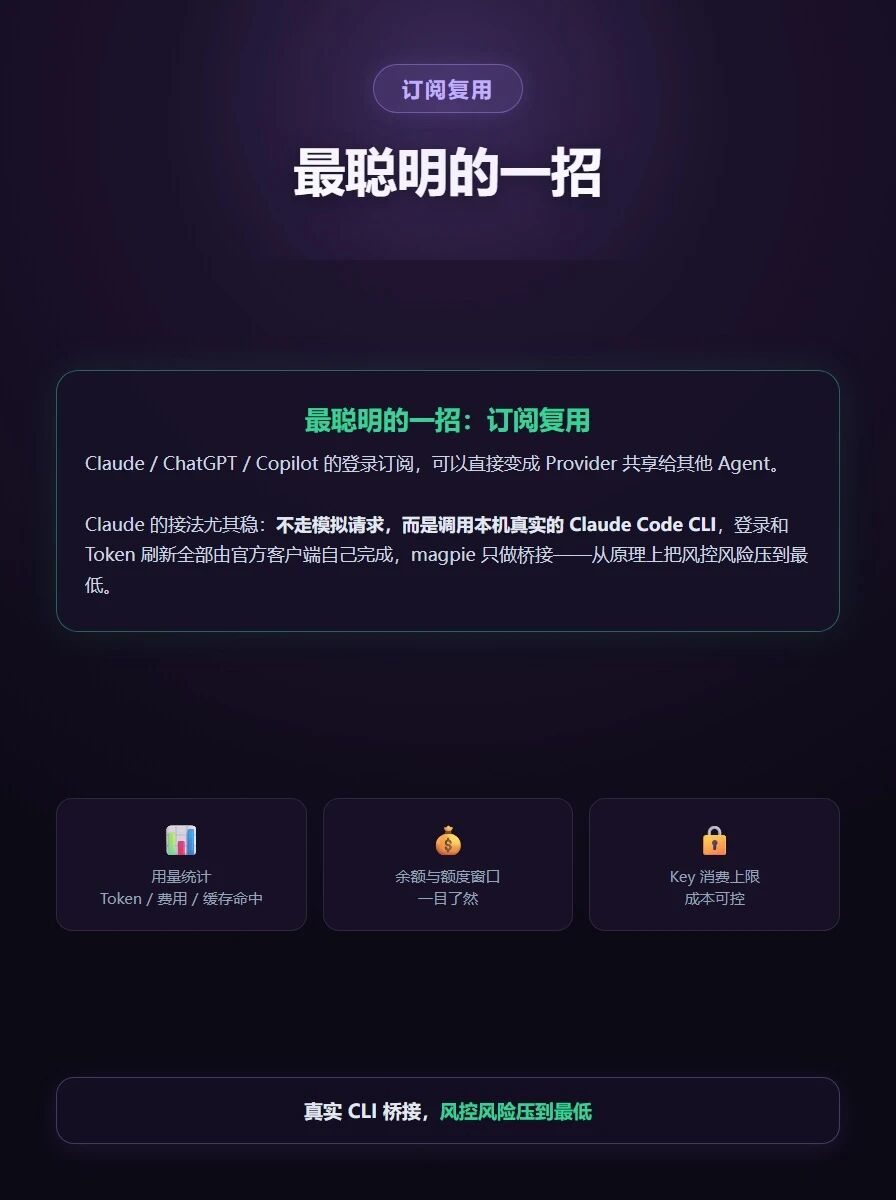 订阅复用
最聪明的一招
最聪明的一招：订阅复用
Claude / ChatGPT / Copilot 的登录订阅，可以直接变成 Provider 共享给其他 Agent。
Claude 的接法尤其稳：不走模拟请求，而是调用本机真实的 Claude Code CLI，登录和
Token 刷新全部由官方客户端自己完成，magpie 只做桥接——从原理上把风控风险压到最
低。
用量统计
Token / 费用 / 缓存命中
余额与额度窗口
一目了然
Key 消费上限
成本可控
真实 CLI 桥接，风控风险压到最低